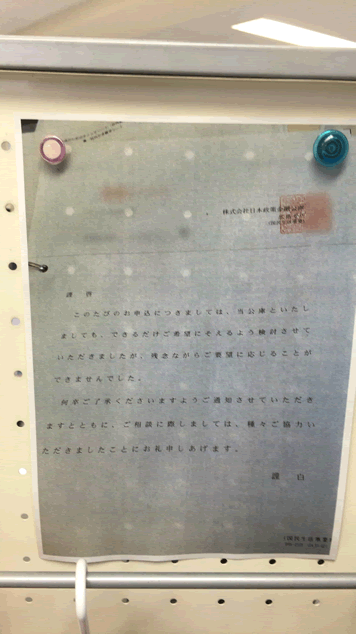 株式会社日本政策金融公庫
謹 啓
このたびのお申込につきましては、当公庫といたし
ましても、できるだけご希望にそえるよう検討させて
いただきましたが、残念ながらご要望に応じることが
できませんでした。
何卒ご了承くださいますようご通知させていただき
ますとともに、ご相談に際しましては、種々ご協力い
ただきましたことにお礼申しあげます。
謹 白